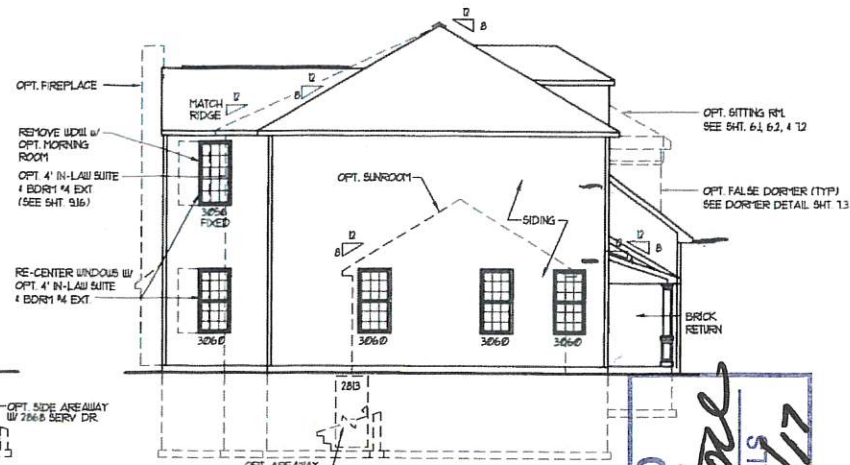 12
8
OPT. FIREPLACE
12
8
MATCH
RIDGE
12
OPT. SITTING RM.
SEE SHT. 6.1, 6.2, & 7.2
REMOVE WDW w/
OPT. MORNING
ROOM
OPT. 4' IN-LAW SUITE
& BDRM #4 EXT
(SEE SHT. 9.16)
OPT. SUNROOM
OPT. FALSE DORMER (TYP.)
SEE DORMER DETAIL SHT. 7.3
FIXED
SIDING
12
8
12
8
RE-CENTER WINDOWS W/
OPT. 4' IN-LAW SUITE
& BDRM #4 EXT.
BRICK
RETURN
3060
3060
3060
3060
2813
OPT. SIDE AREAWAY
W/ 2868 SERV DR.
OPT. AREAWAY